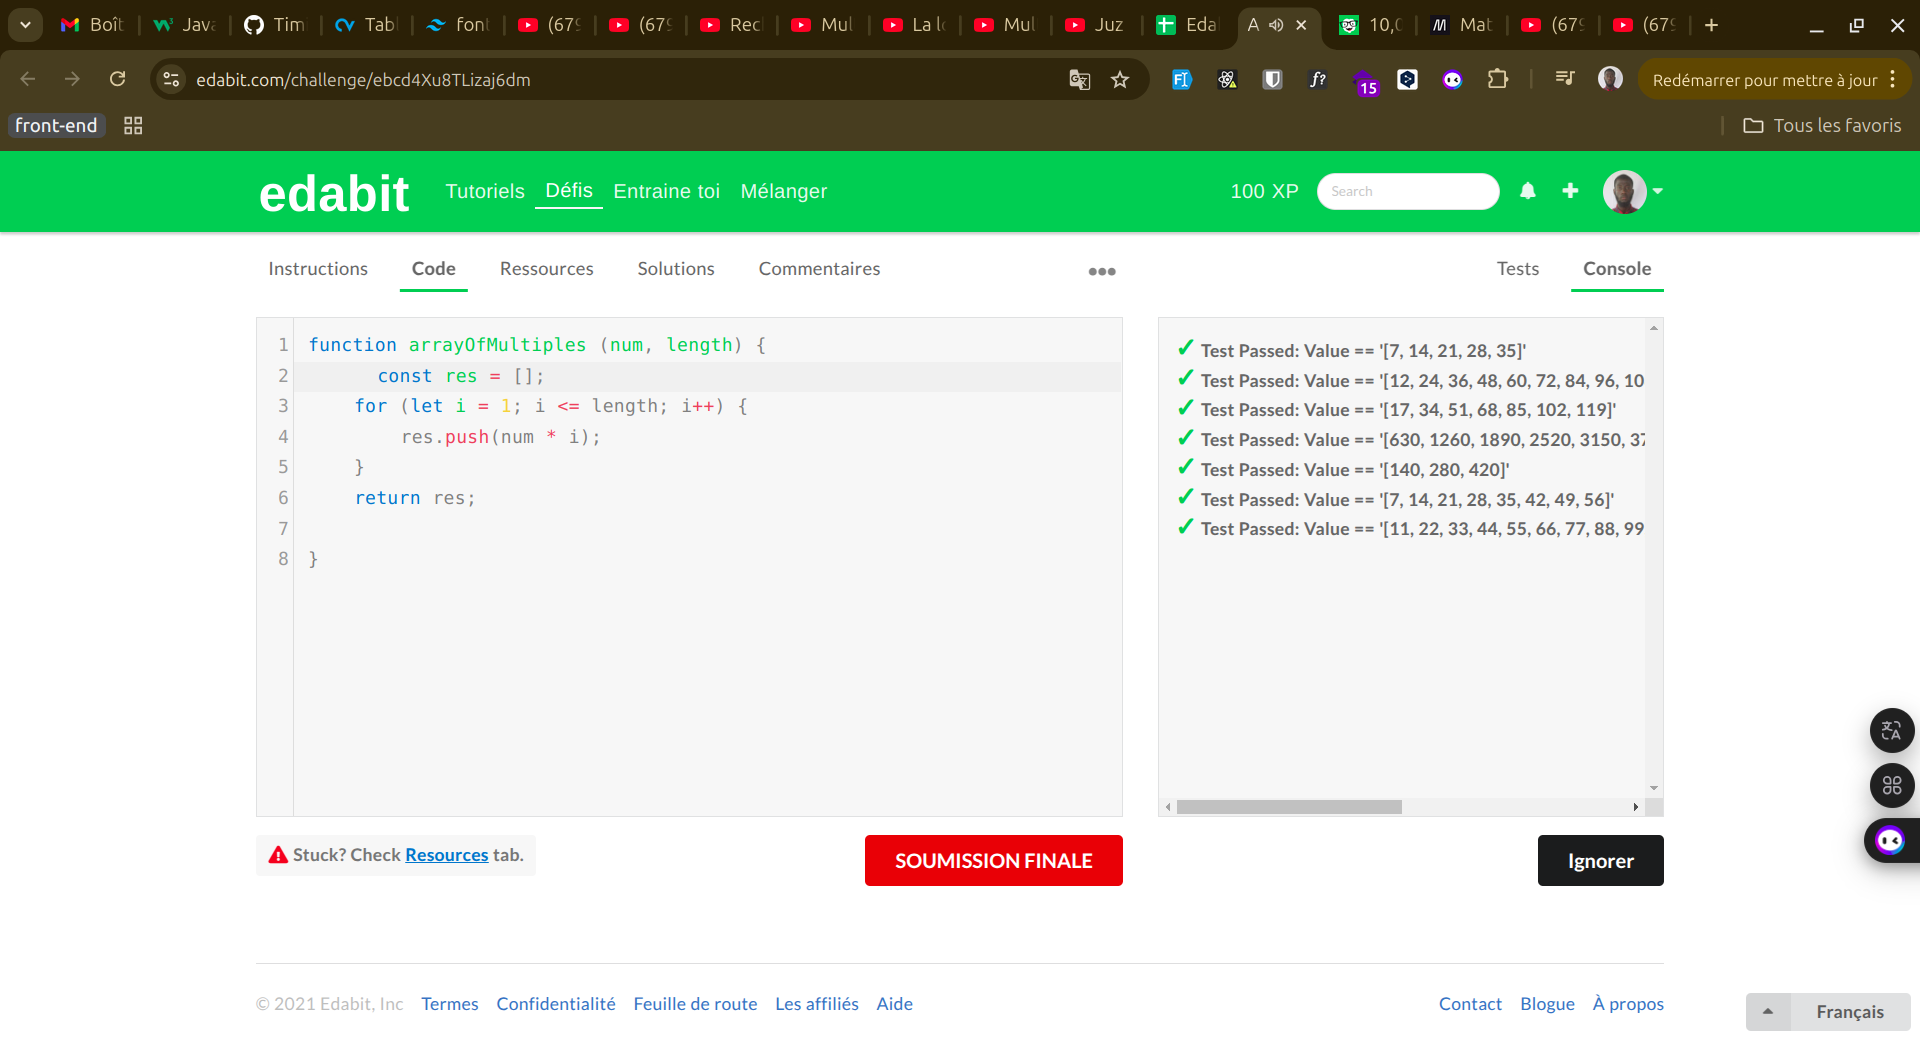 Boît
Java
Tim
Tab
font
(679
(679
Rec
Mul
La l
Mul
Juz
Eda
A
10,0
Mat
(679
(679
edabit.com/challenge/ebcd4Xu8TLizaj6dm
15
Redémarrer pour mettre à jour
front-end
Tous les favoris
edabit
Tutoriels
Défis
Entraine toi
Mélanger
100 XP
Search
Instructions
Code
Ressources
Solutions
Commentaires
Tests
Console
1 function arrayOfMultiples (num, length) {
2 const res = [];
3 for (let i = 1; i <= length; i++) {
4 res.push(num * i);
5 }
6 return res;
7
8 }
Test Passed: Value == '[7, 14, 21, 28, 35]'
Test Passed: Value == '[12, 24, 36, 48, 60, 72, 84, 96, 10
Test Passed: Value == '[17, 34, 51, 68, 85, 102, 119]'
Test Passed: Value == '[630, 1260, 1890, 2520, 3150, 37
Test Passed: Value == '[140, 280, 420]'
Test Passed: Value == '[7, 14, 21, 28, 35, 42, 49, 56]'
Test Passed: Value == '[11, 22, 33, 44, 55, 66, 77, 88, 99
Stuck? Check Resources tab.
SOUMISSION FINALE
Ignorer
© 2021 Edabit, Inc
Termes
Confidentialité
Feuille de route
Les affiliés
Aide
Contact
Blogue
À propos
Français